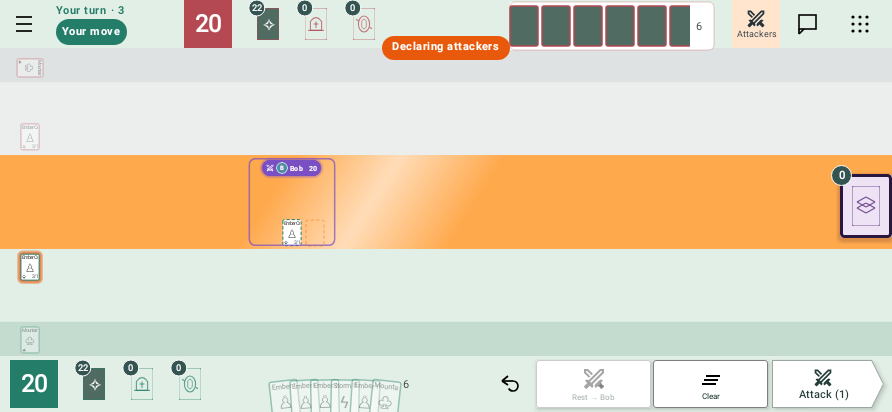 Your turn · 3
Your move
20
22
0
0
6
Attackers
Declaring attackers
B Bob 20
0
20
22
0
0
6
Rest → Bob
Clear
Attack (1)